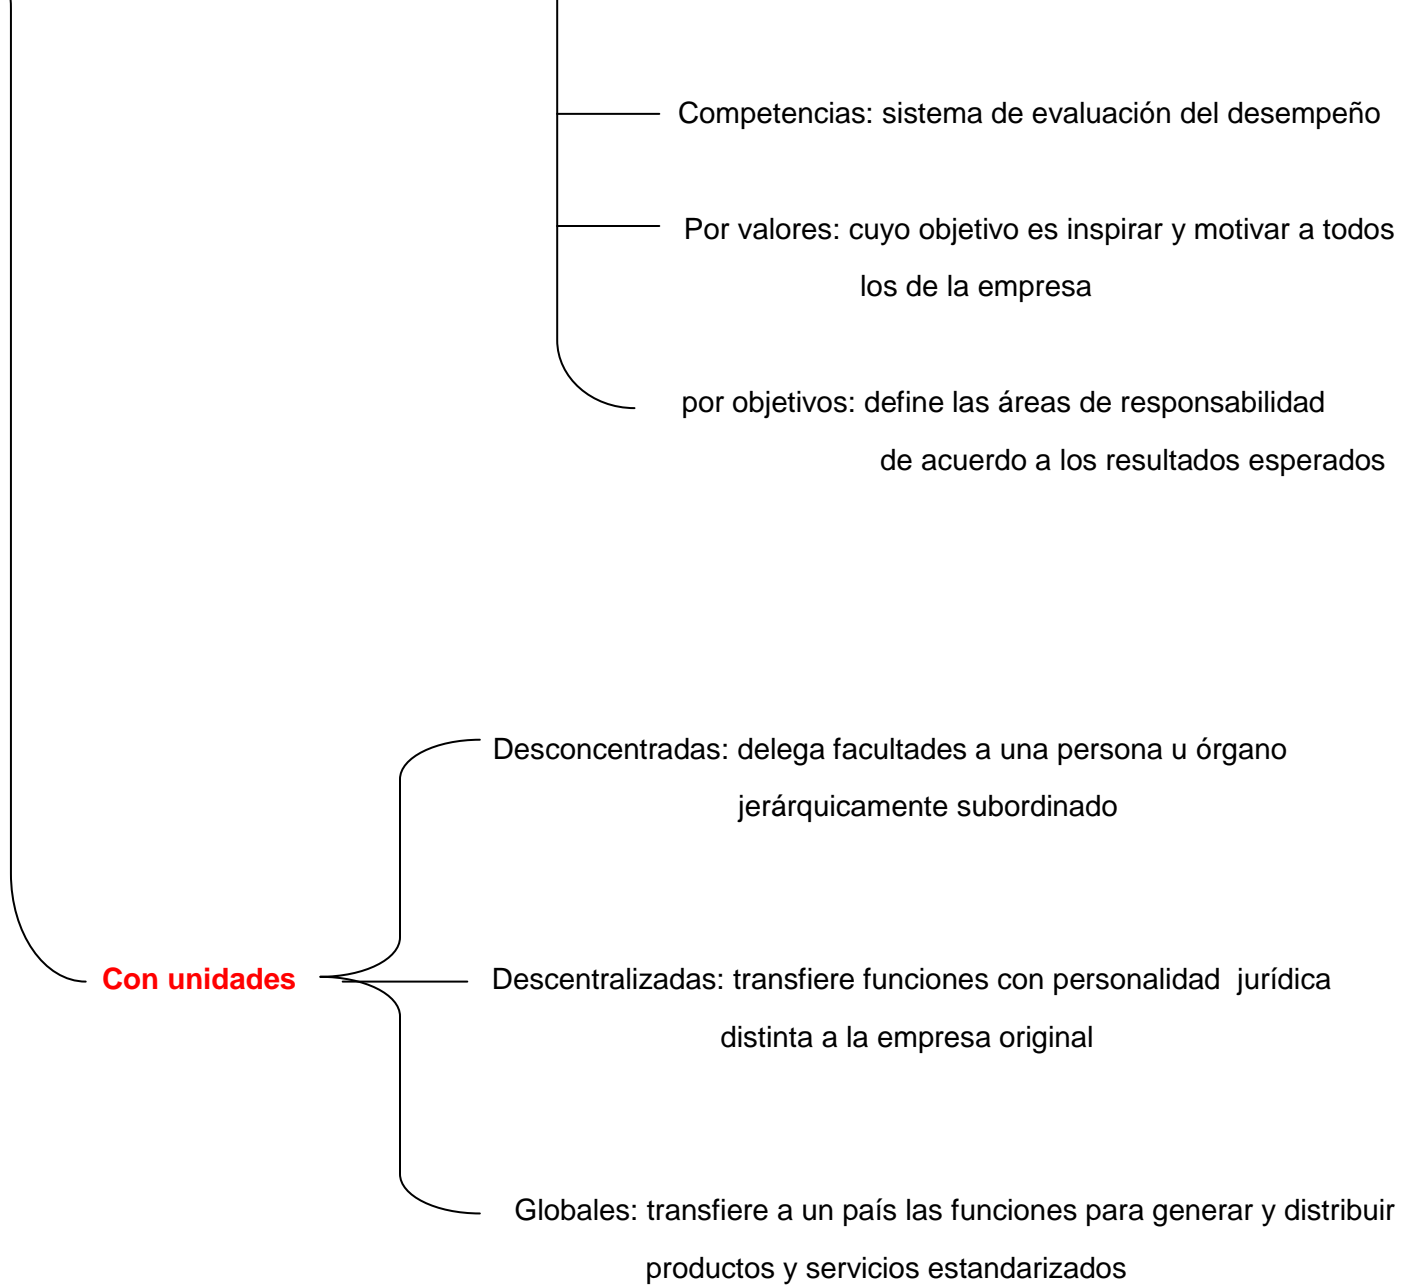 Competencias: sistema de evaluación del desempeño
Por valores: cuyo objetivo es inspirar y motivar a todos
los de la empresa
por objetivos: define las áreas de responsabilidad
de acuerdo a los resultados esperados
Desconcentradas: delega facultades a una persona u órgano
jerárquicamente subordinado
Con unidades
Descentralizadas: transfiere funciones con personalidad jurídica
distinta a la empresa original
Globales: transfiere a un país las funciones para generar y distribuir
productos y servicios estandarizados